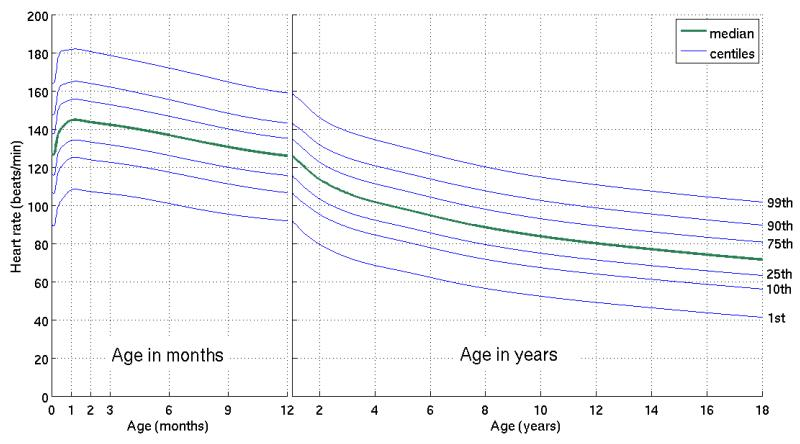 200
180
160
140
120
100
80
60
40
20
0
Heart rate (beats/min)
median
centiles
99th
90th
75th
25th
10th
1st
Age in months
Age in years
0 1 2 3 6 9 12
2 4 6 8 10 12 14 16 18
Age (months)
Age (years)